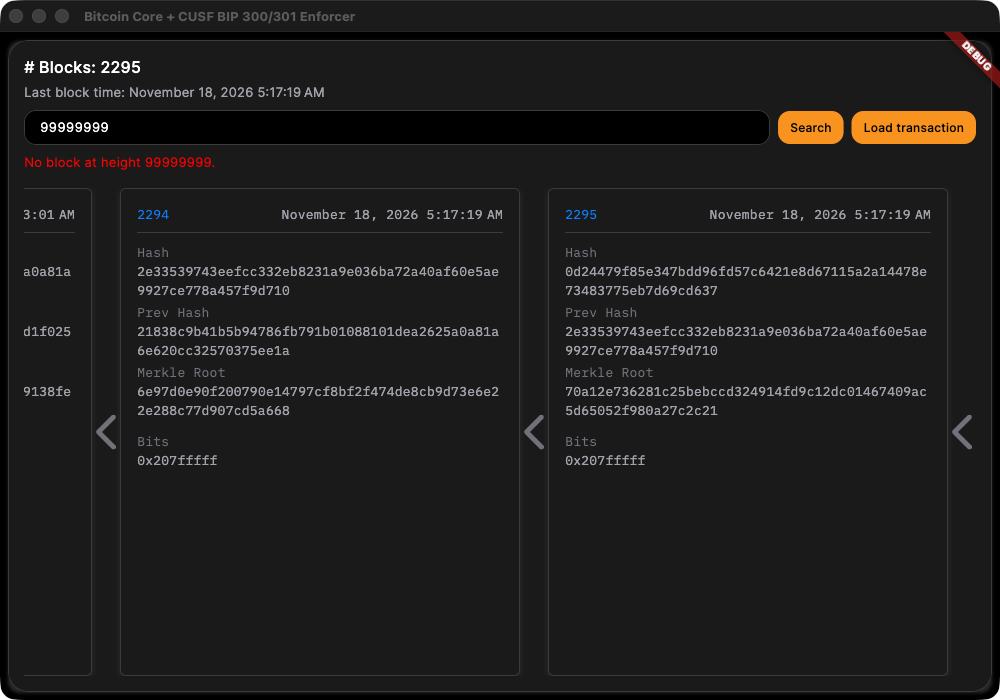 Bitcoin Core + CUSF BIP 300/301 Enforcer
DEBUG
# Blocks: 2295
Last block time: November 18, 2026 5:17:19 AM
99999999
Search
Load transaction
No block at height 99999999.
3:01 AM
a0a81a
d1f025
9138fe
2294 November 18, 2026 5:17:19 AM
Hash
2e33539743eefcc332eb8231a9e036ba72a40af60e5ae
9927ce778a457f9d710
Prev Hash
21838c9b41b5b94786fb791b01088101dea2625a0a81a
6e620cc32570375ee1a
Merkle Root
6e97d0e90f200790e14797cf8bf2f474de8cb9d73e6e2
2e288c77d907cd5a668
Bits
0x207fffff
2295 November 18, 2026 5:17:19 AM
Hash
0d24479f85e347bdd96fd57c6421e8d67115a2a14478e
73483775eb7d69cd637
Prev Hash
2e33539743eefcc332eb8231a9e036ba72a40af60e5ae
9927ce778a457f9d710
Merkle Root
70a12e736281c25bebccd324914fd9c12dc01467409ac
5d65052f980a27c2c21
Bits
0x207fffff